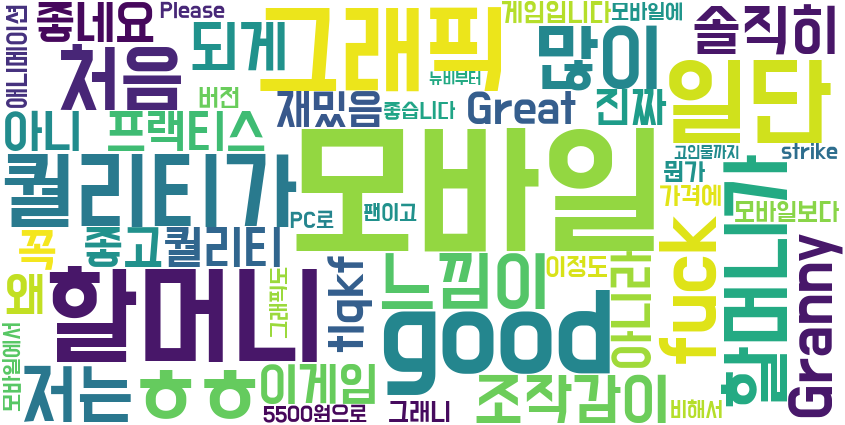 애니메이션
좋네요
Please
되게
그래픽
게임입니다
모바일에
솔직히
처음
버전
뉴비부터
많이
일단
재밌음
좋습니다
Great
진짜
아니
프랙티스
퀄리티가
모바일
고인물까지
strike
뭔가
할머니가
꼭
좋고
퀄리티
PC로
팬이고
가격에
모바일보다
fuck
왜
할머니
그래픽도
tlqkf
느낌이
이정도
아니라
Granny
모바일에서
저는
ㅎㅎ
이게임
good
조작감이
비해서
5500원으로
그래니